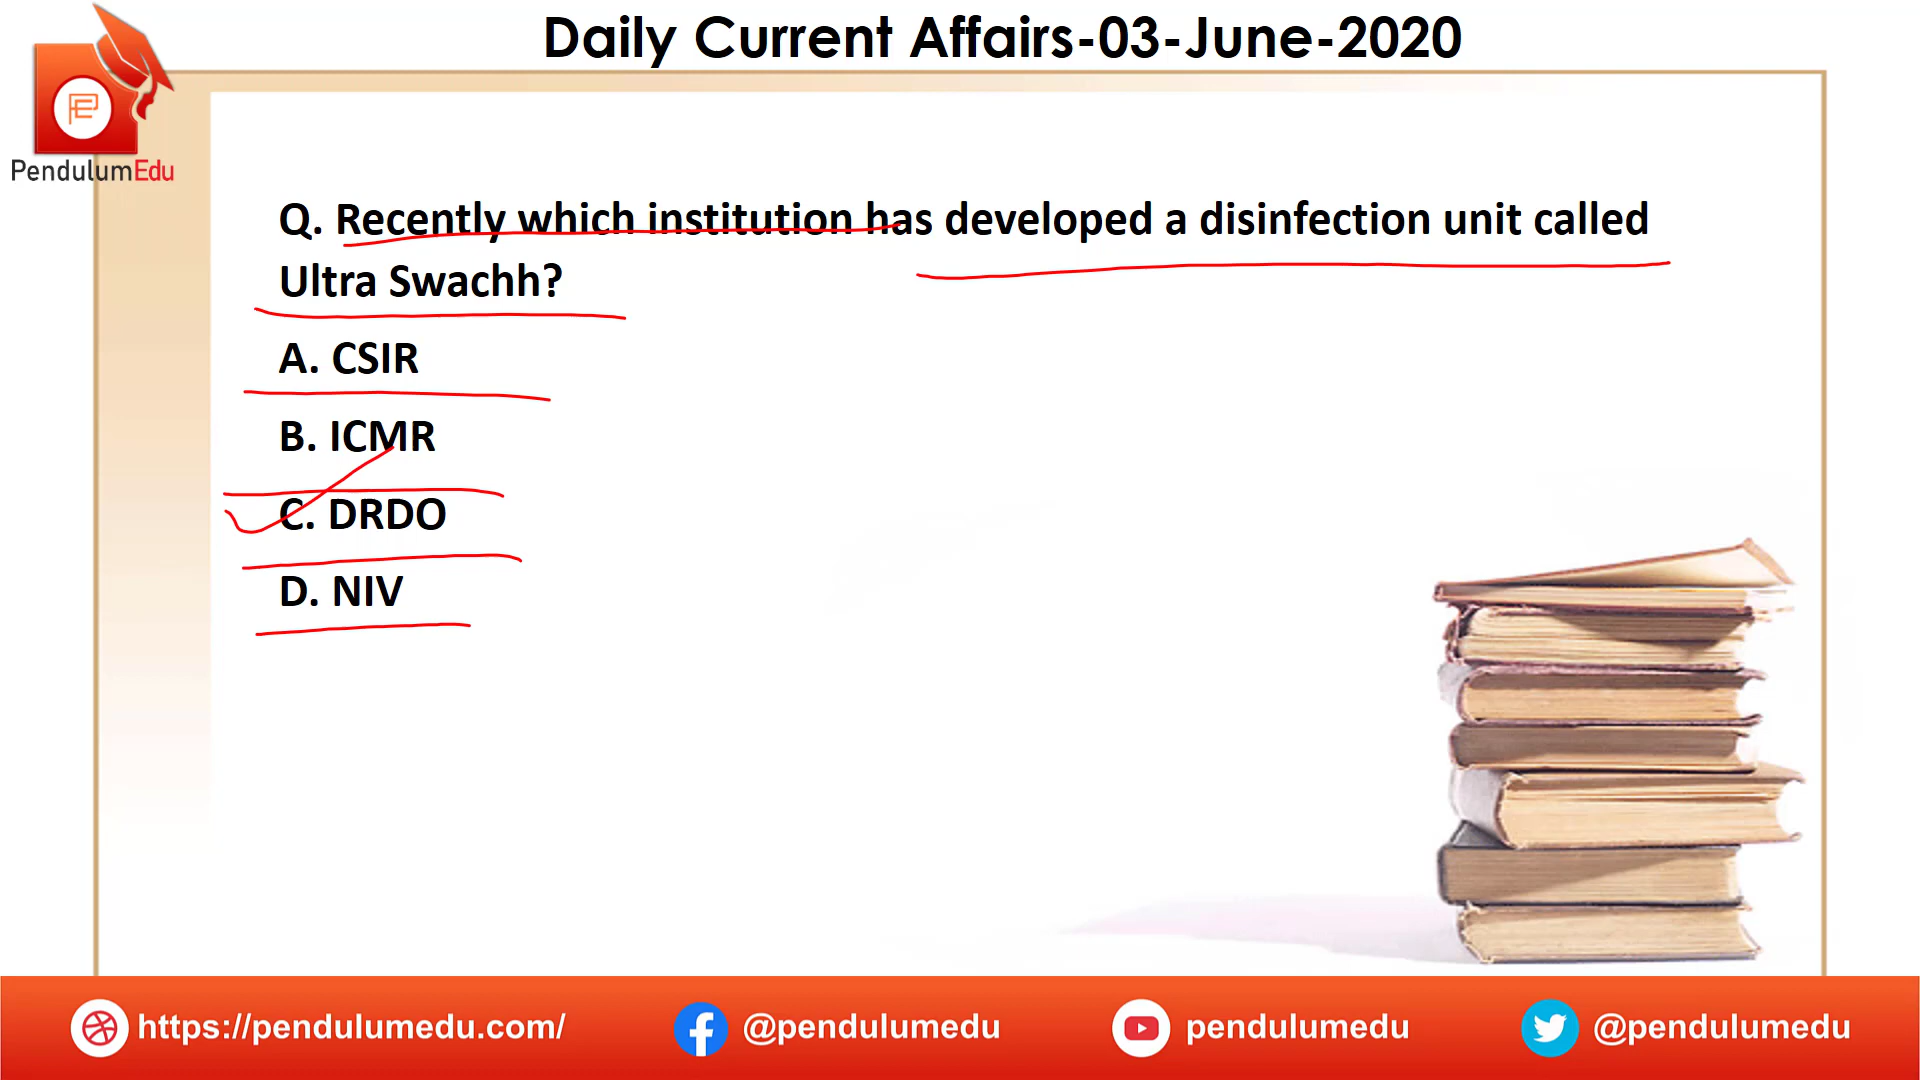 Daily Current Affairs-03-June-2020
PendulumEdu
Q. Recently which institution has developed a disinfection unit called
Ultra Swachh?
A. CSIR
B. ICMR
C. DRDO
D. NIV
https://pendulumedu.com/
@pendulumedu
pendulumedu
@pendulumedu